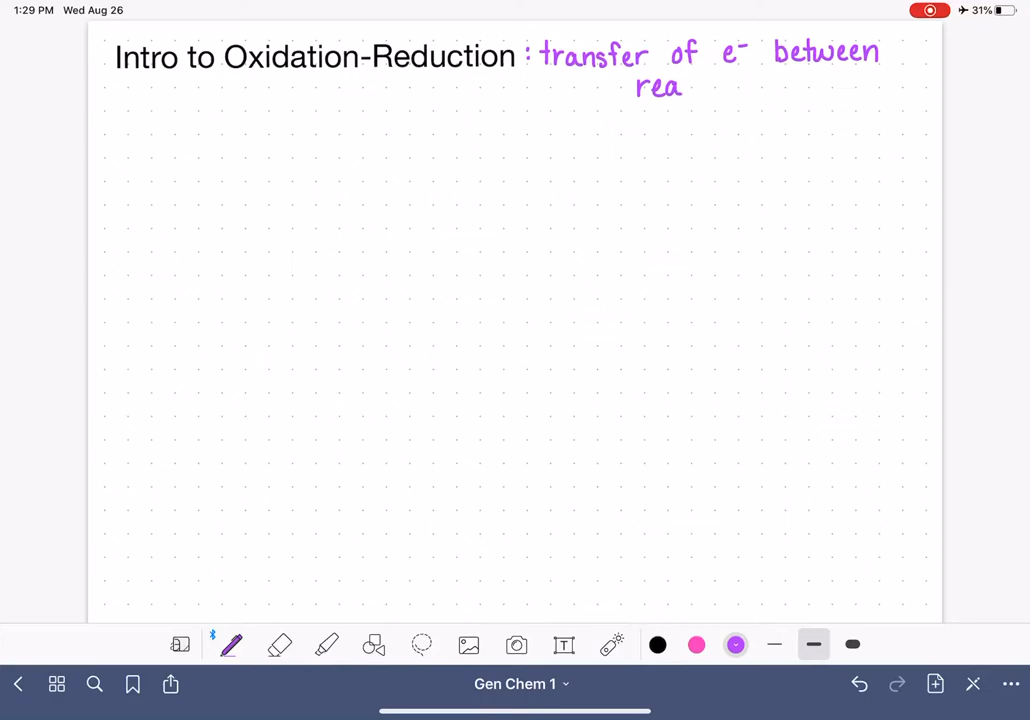 1:29 PM Wed Aug 26
31%
Intro to Oxidation-Reduction : transfer of e⁻ between
rea
T
Gen Chem 1